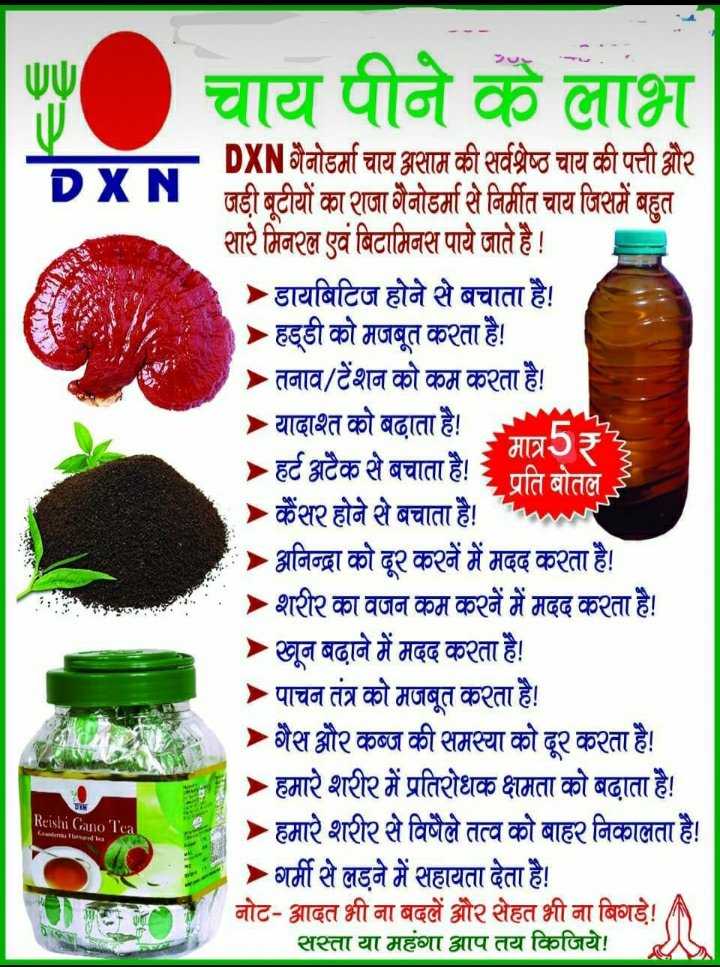 DXN
चाय पीने के लाभ
DXN गैनोडर्मा चाय असाम की सर्वश्रेष्ठ चाय की पत्ती और
जड़ी बूटीयों का राजा गैनोडर्मा से निर्मीत चाय जिसमें बहुत
सारे मिनरल एवं बिटामिनस पाये जाते है !
➤ डायबिटिज होने से बचाता है!
➤ हड्डी को मजबूत करता है!
➤ तनाव/टेंशन को कम करता है!
➤ यादाश्त को बढ़ाता है!
➤ हर्ट अटैक से बचाता है!
मात्र 5 ₹
प्रति बोतल
➤ कैंसर होने से बचाता है!
➤ अनिन्द्रा को दूर करनें में मदद करता है!
➤ शरीर का वजन कम करनें में मदद करता है!
➤ खून बढ़ाने में मदद करता है!
➤ पाचन तंत्र को मजबूत करता है!
➤ गैस और कब्ज की समस्या को दूर करता है!
➤ हमारे शरीर में प्रतिरोधक क्षमता को बढ़ाता है!
➤ हमारे शरीर से विषैले तत्व को बाहर निकालता है!
➤ गर्मी से लड़ने में सहायता देता है!
DXN
Reishi Gano Tea
नोट- आदत भी ना बदलें और सेहत भी ना बिगड़े!
सस्ता या महंगा आप तय किजिये!